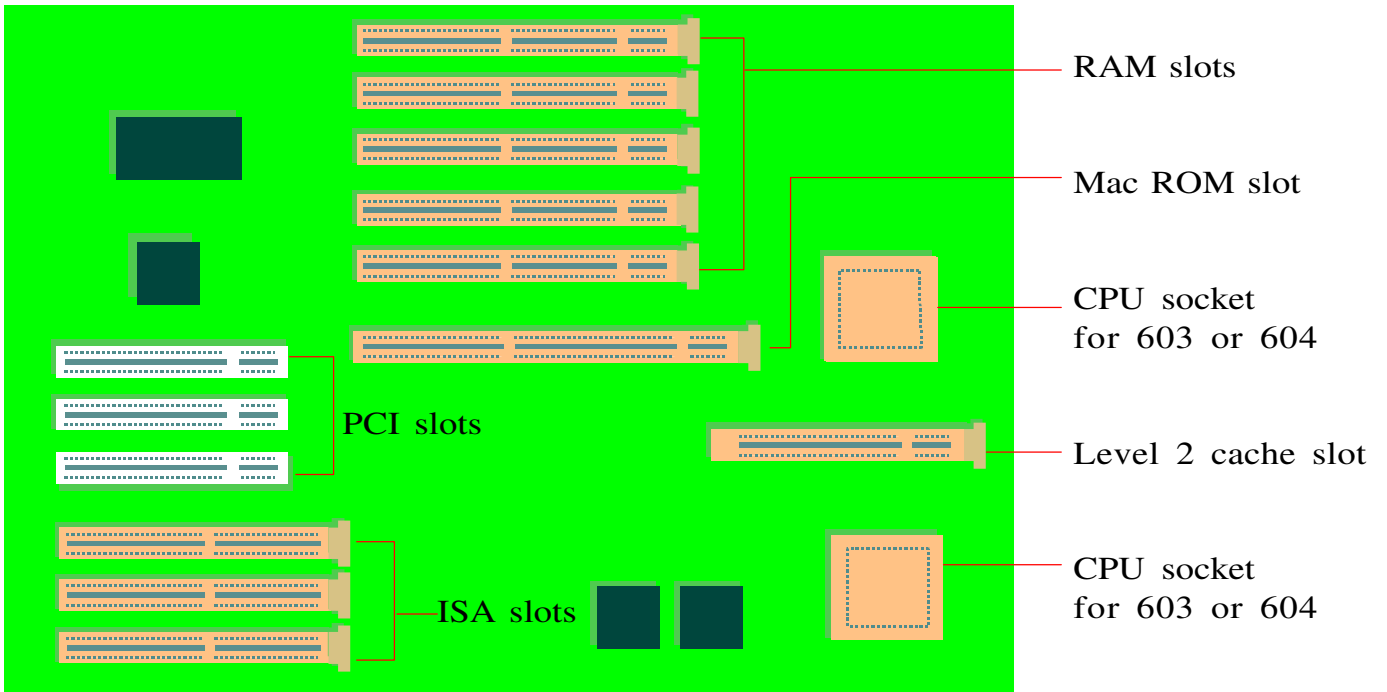 RAM slots
Mac ROM slot
CPU socket
for 603 or 604
PCI slots
Level 2 cache slot
CPU socket
for 603 or 604
ISA slots